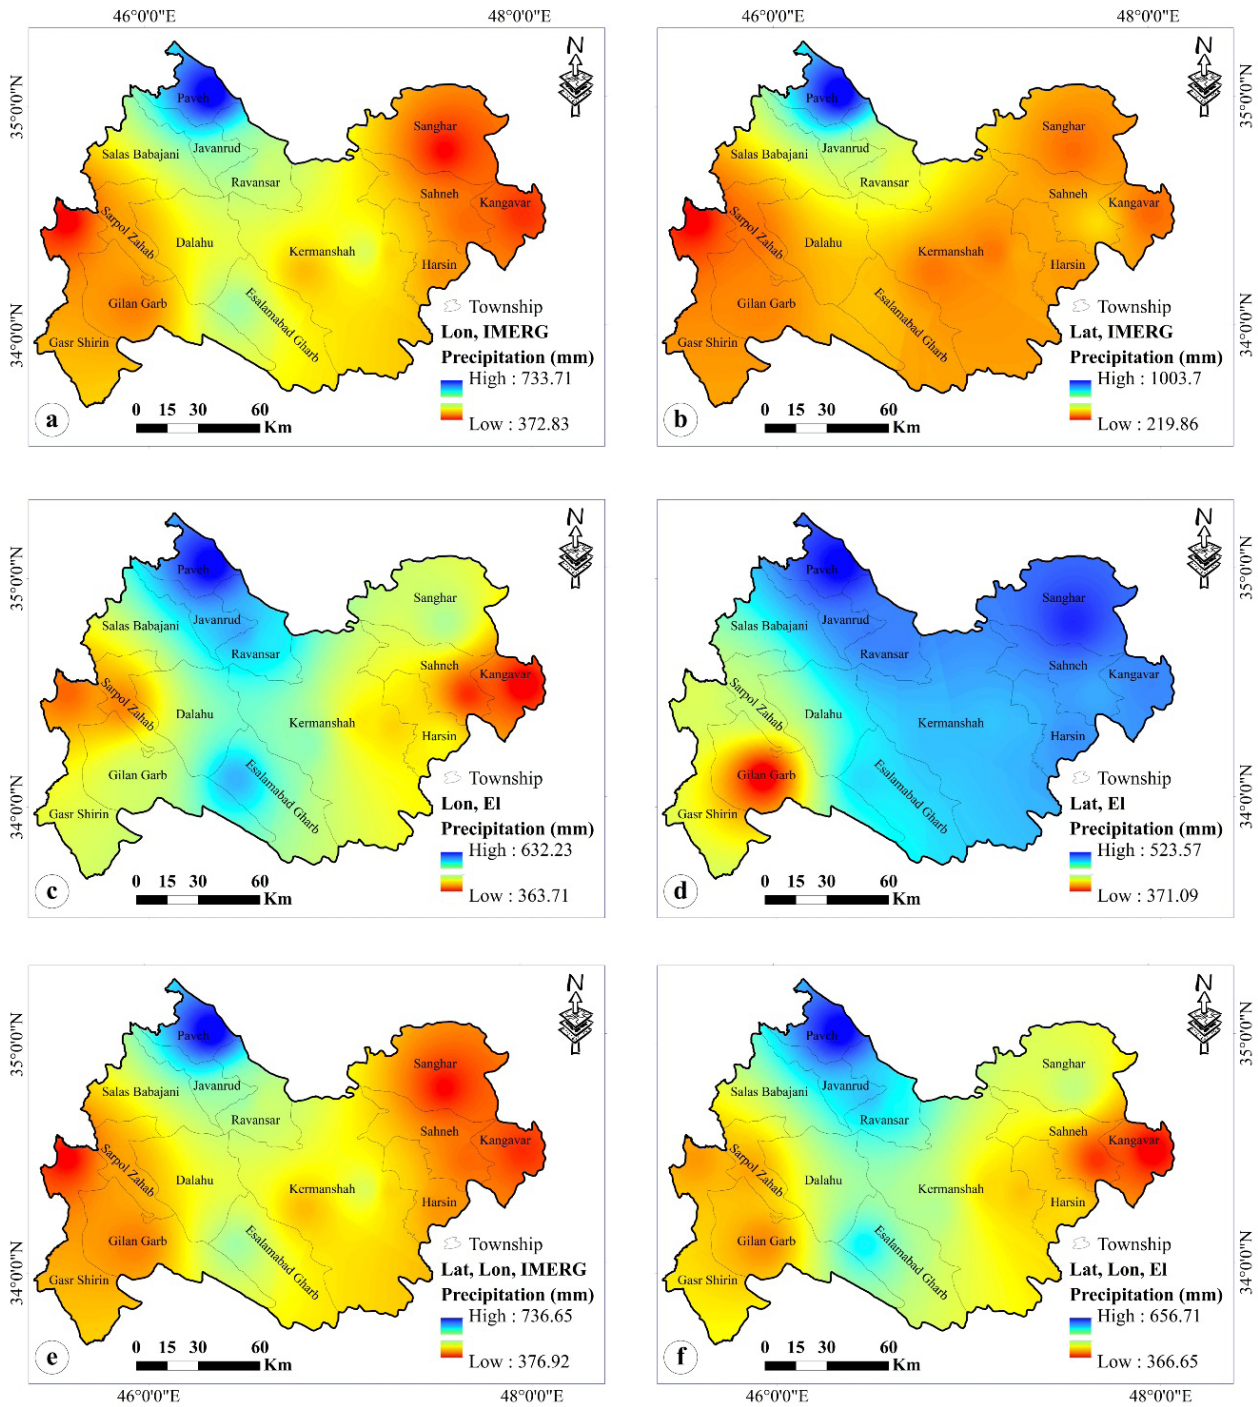 46°0'0"E
48°0'0"E
46°0'0"E
48°0'0"E
35°0'0"N
34°0'0"N
N
Paveh
Sanghar
Javanrud
Salas Babajani
Ravansar
Sahneh
Kangavar
Sarpol Zahab
Dalahu
Kermanshah
Harsin
Gilan Garb
Esalamabad Gharb
Gasr Shirin
Township
Lon, IMERG
Precipitation (mm)
High : 733.71
Low : 372.83
a
0 15 30 60
Km
N
35°0'0"N
34°0'0"N
Paveh
Sanghar
Javanrud
Salas Babajani
Ravansar
Sahneh
Kangavar
Sarpol Zahab
Dalahu
Kermanshah
Harsin
Gilan Garb
Esalamabad Gharb
Gasr Shirin
Township
Lat, IMERG
Precipitation (mm)
High : 1003.7
Low : 219.86
b
0 15 30 60
Km
35°0'0"N
34°0'0"N
N
Paveh
Sanghar
Javanrud
Salas Babajani
Ravansar
Sahneh
Kangavar
Sarpol Zahab
Dalahu
Kermanshah
Harsin
Gilan Garb
Esalamabad Gharb
Gasr Shirin
Township
Lon, El
Precipitation (mm)
High : 632.23
Low : 363.71
c
0 15 30 60
Km
N
35°0'0"N
34°0'0"N
Paveh
Sanghar
Javanrud
Salas Babajani
Ravansar
Sahneh
Kangavar
Sarpol Zahab
Dalahu
Kermanshah
Harsin
Gilan Garb
Esalamabad Gharb
Gasr Shirin
Township
Lat, El
Precipitation (mm)
High : 523.57
Low : 371.09
d
0 15 30 60
Km
35°0'0"N
34°0'0"N
N
Paveh
Sanghar
Javanrud
Salas Babajani
Ravansar
Sahneh
Kangavar
Sarpol Zahab
Dalahu
Kermanshah
Harsin
Gilan Garb
Esalamabad Gharb
Gasr Shirin
Township
Lat, Lon, IMERG
Precipitation (mm)
High : 736.65
Low : 376.92
e
0 15 30 60
Km
N
35°0'0"N
34°0'0"N
Paveh
Sanghar
Javanrud
Salas Babajani
Ravansar
Sahneh
Kangavar
Sarpol Zahab
Dalahu
Kermanshah
Harsin
Gilan Garb
Esalamabad Gharb
Gasr Shirin
Township
Lat, Lon, El
Precipitation (mm)
High : 656.71
Low : 366.65
f
0 15 30 60
Km
46°0'0"E
48°0'0"E
46°0'0"E
48°0'0"E